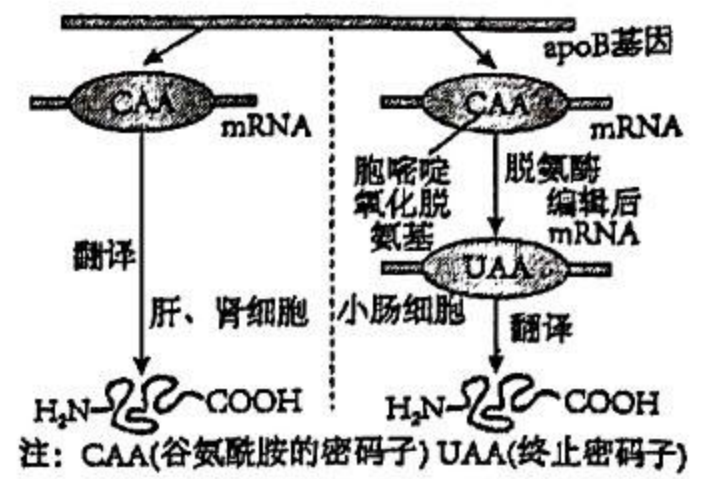 apoB基因
CAA
mRNA
翻译
肝、肾细胞
H₂N
COOH
CAA
mRNA
胞嘧啶
氧化脱
氨基
脱氨酶
编辑后
mRNA
UAA
小肠细胞
翻译
H₂N
COOH
注：CAA(谷氨酰胺的密码子) UAA(终止密码子)